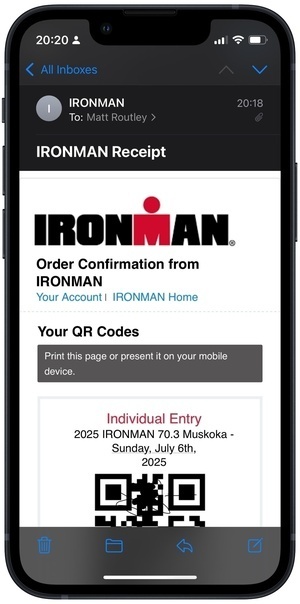 20:20
All Inboxes
I
IRONMAN
20:18
To: Matt Routley >
IRONMAN Receipt
IRONMAN®
Order Confirmation from
IRONMAN
Your Account | IRONMAN Home
Your QR Codes
Print this page or present it on your mobile
device.
Individual Entry
2025 IRONMAN 70.3 Muskoka -
Sunday, July 6th,
2025